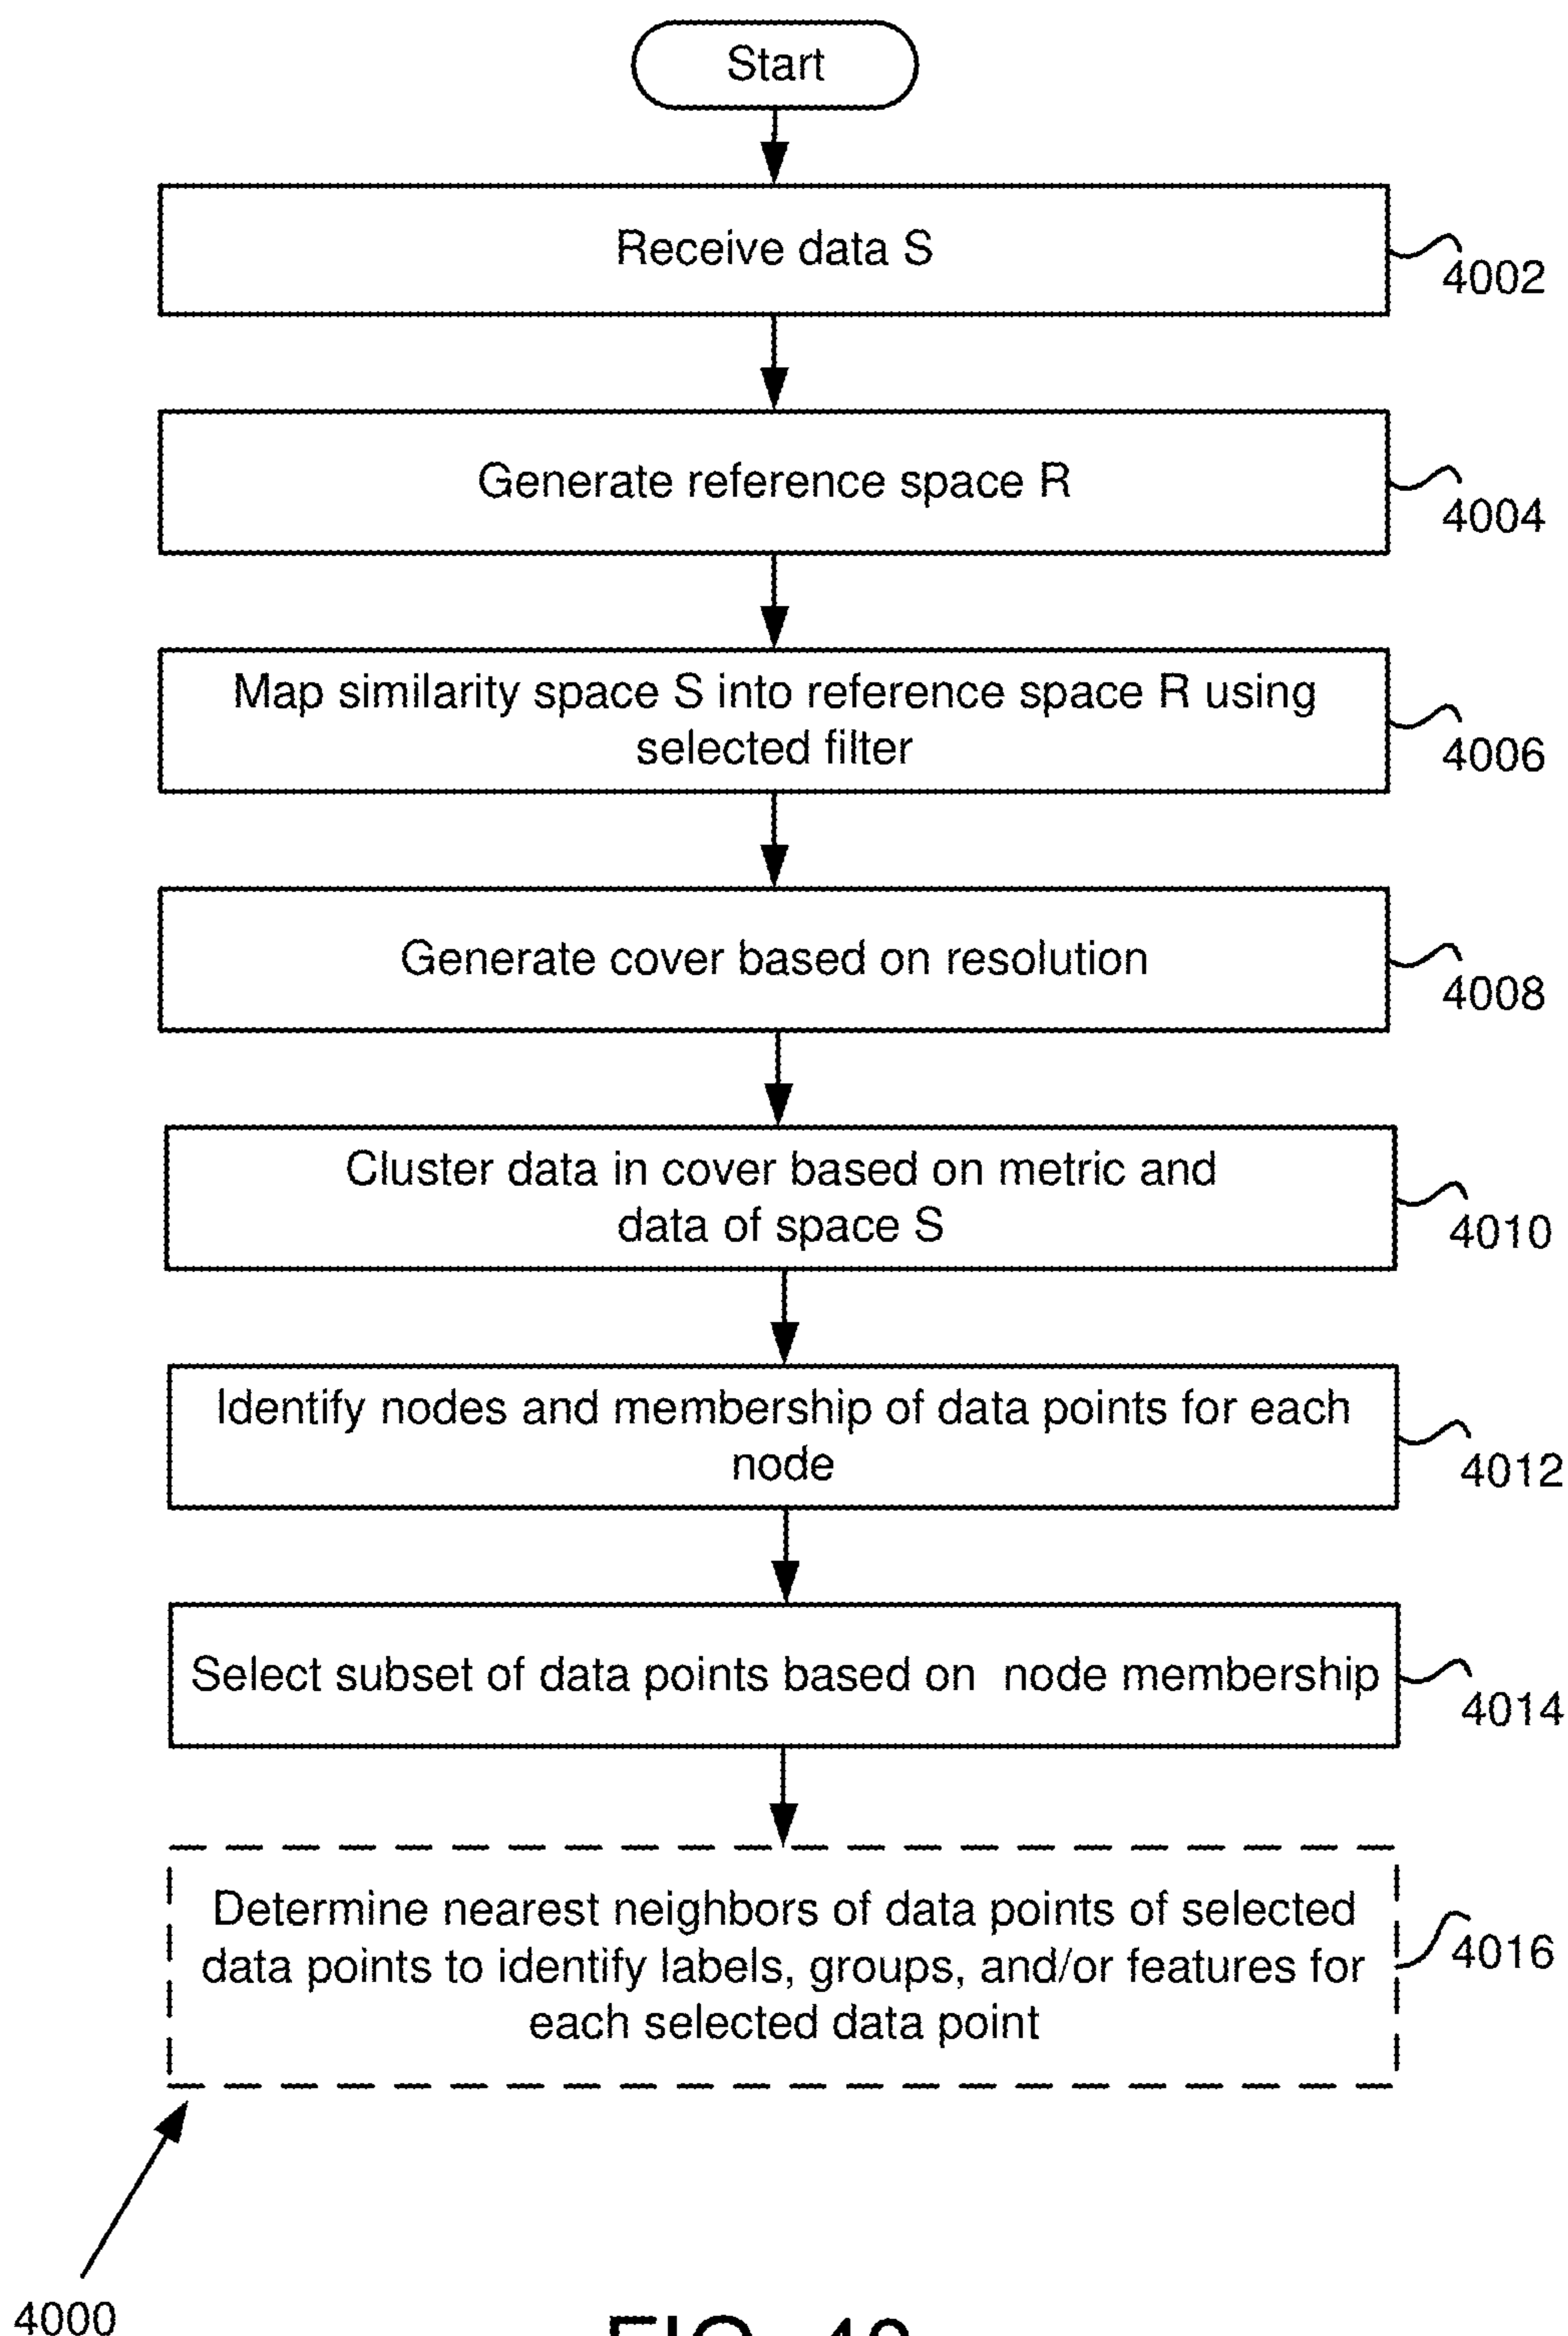 Start
Receive data S
4002
Generate reference space R
4004
Map similarity space S into reference space R using
selected filter
4006
Generate cover based on resolution
4008
Cluster data in cover based on metric and
data of space S
4010
Identify nodes and membership of data points for each
node
4012
Select subset of data points based on node membership
4014
Determine nearest neighbors of data points of selected
data points to identify labels, groups, and/or features for
each selected data point
4016
4000